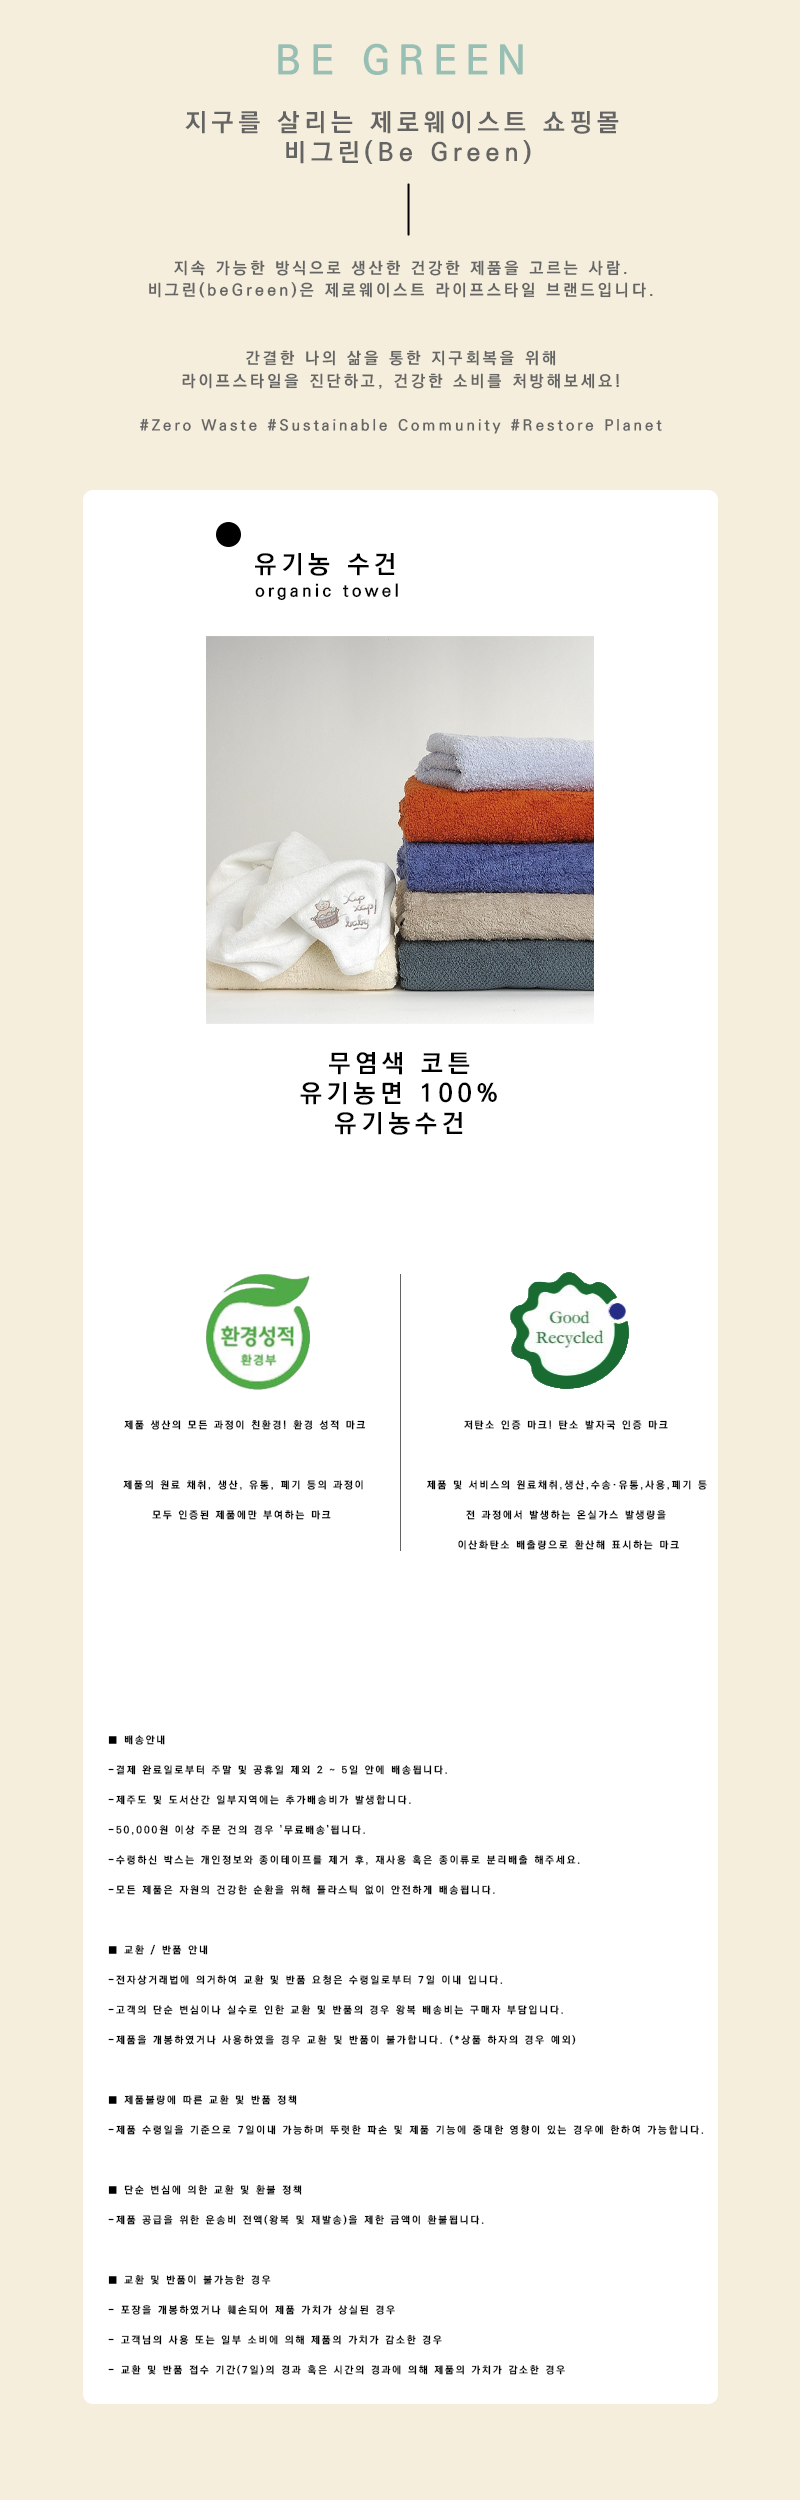 BE GREEN
지구를 살리는 제로웨이스트 쇼핑몰
비그린(Be Green)
지속 가능한 방식으로 생산한 건강한 제품을 고르는 사람.
비그린(beGreen)은 제로웨이스트 라이프스타일 브랜드입니다.
간결한 나의 삶을 통한 지구회복을 위해
라이프스타일을 진단하고, 건강한 소비를 처방해보세요!
#Zero Waste #Sustainable Community #Restore Planet
유기농 수건
organic towel
baby
무염색 코튼
유기농면 100%
유기농수건
환경성적
환경부
제품 생산의 모든 과정이 친환경! 환경 성적 마크
제품의 원료 채취, 생산, 유통, 폐기 등의 과정이
모두 인증된 제품에만 부여하는 마크
Good
Recycled
저탄소 인증 마크! 탄소 발자국 인증 마크
제품 및 서비스의 원료채취,생산,수송·유통,사용,폐기 등
전 과정에서 발생하는 온실가스 발생량을
이산화탄소 배출량으로 환산해 표시하는 마크
■ 배송안내
-결제 완료일로부터 주말 및 공휴일 제외 2 ~ 5일 안에 배송됩니다.
-제주도 및 도서산간 일부지역에는 추가배송비가 발생합니다.
-50,000원 이상 주문 건의 경우 '무료배송'됩니다.
-수령하신 박스는 개인정보와 종이테이프를 제거 후, 재사용 혹은 종이류로 분리배출 해주세요.
-모든 제품은 자원의 건강한 순환을 위해 플라스틱 없이 안전하게 배송됩니다.
■ 교환 / 반품 안내
-전자상거래법에 의거하여 교환 및 반품 요청은 수령일로부터 7일 이내 입니다.
-고객의 단순 변심이나 실수로 인한 교환 및 반품의 경우 왕복 배송비는 구매자 부담입니다.
-제품을 개봉하였거나 사용하였을 경우 교환 및 반품이 불가합니다. (*상품 하자의 경우 예외)
■ 제품불량에 따른 교환 및 반품 정책
-제품 수령일을 기준으로 7일이내 가능하며 뚜렷한 파손 및 제품 기능에 중대한 영향이 있는 경우에 한하여 가능합니다.
■ 단순 변심에 의한 교환 및 환불 정책
-제품 공급을 위한 운송비 전액(왕복 및 재발송)을 제한 금액이 환불됩니다.
■ 교환 및 반품이 불가능한 경우
- 포장을 개봉하였거나 훼손되어 제품 가치가 상실된 경우
- 고객님의 사용 또는 일부 소비에 의해 제품의 가치가 감소한 경우
- 교환 및 반품 접수 기간(7일)의 경과 혹은 시간의 경과에 의해 제품의 가치가 감소한 경우